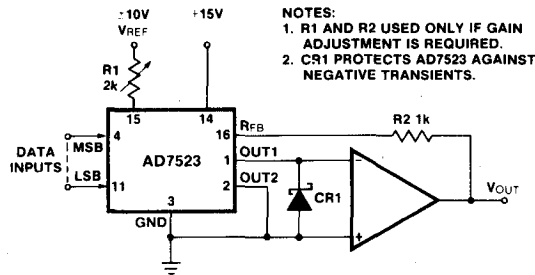 ±10V
VREF
+15V
NOTES:
1. R1 AND R2 USED ONLY IF GAIN
ADJUSTMENT IS REQUIRED.
2. CR1 PROTECTS AD7523 AGAINST
NEGATIVE TRANSIENTS.
R1
2k
15
14
16
RFB
R2 1k
DATA
INPUTS
MSB
4
AD7523
1
OUT1
LSB
11
2
OUT2
3
GND
CR1
−
+
VOUT